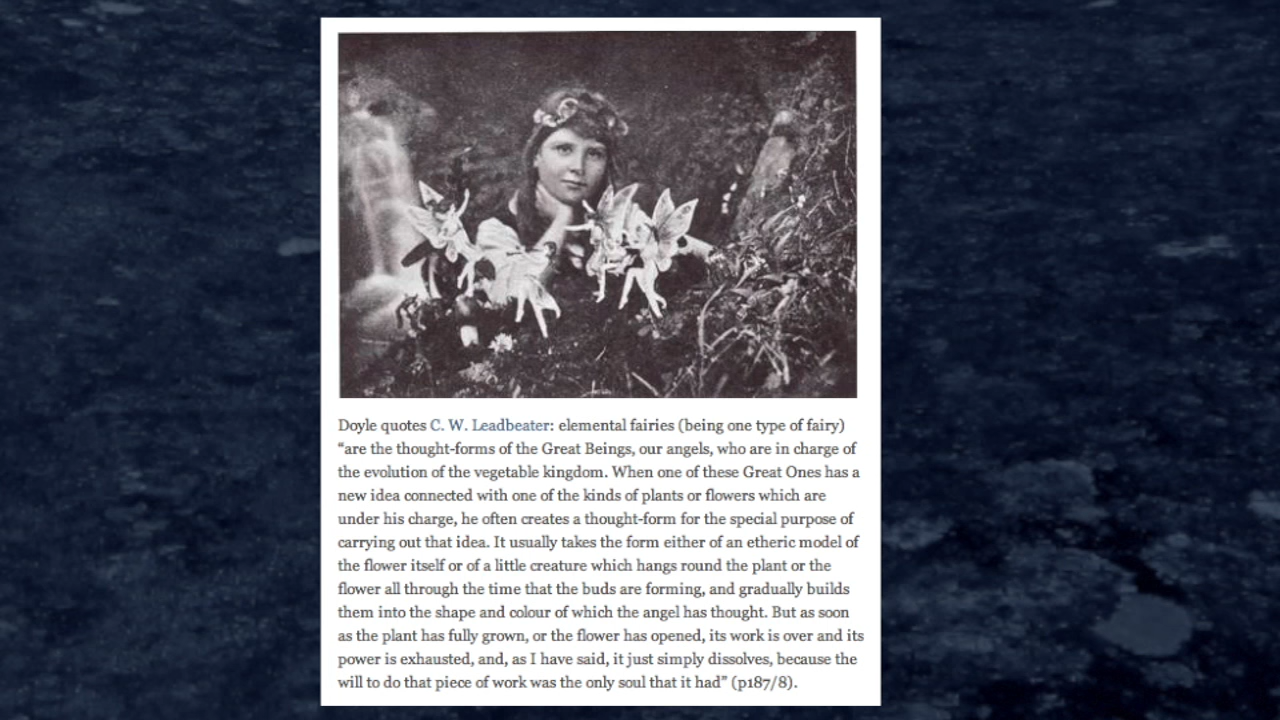 Doyle quotes C. W. Leadbeater: elemental fairies (being one type of fairy)
“are the thought-forms of the Great Beings, our angels, who are in charge of
the evolution of the vegetable kingdom. When one of these Great Ones has a
new idea connected with one of the kinds of plants or flowers which are
under his charge, he often creates a thought-form for the special purpose of
carrying out that idea. It usually takes the form either of an etheric model of
the flower itself or of a little creature which hangs round the plant or the
flower all through the time that the buds are forming, and gradually builds
them into the shape and colour of which the angel has thought. But as soon
as the plant has fully grown, or the flower has opened, its work is over and its
power is exhausted, and, as I have said, it just simply dissolves, because the
will to do that piece of work was the only soul that it had” (p187/8).